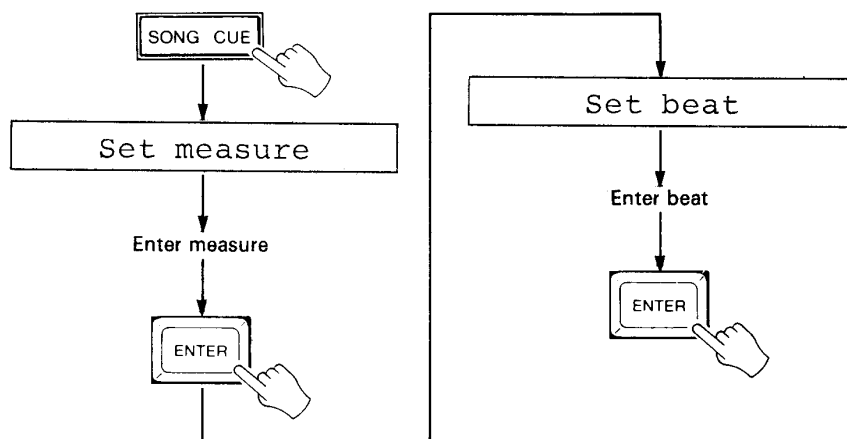 SONG CUE
Set measure
Enter measure
ENTER
Set beat
Enter beat
ENTER